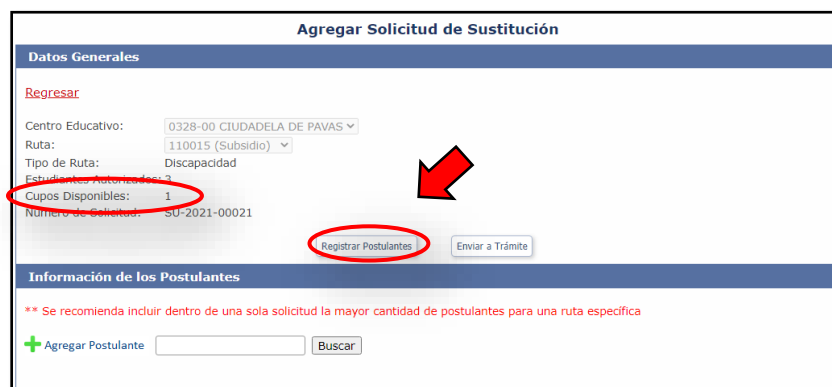 Agregar Solicitud de Sustitución
Datos Generales
Regresar
Centro Educativo: 0328-00 CIUDADELA DE PAVAS
Ruta: 110015 (Subsidio)
Tipo de Ruta: Discapacidad
Estudiantes Autorizados: 3
Cupos Disponibles: 1
Número de Solicitud: SU-2021-00021
Registrar Postulantes Enviar a Trámite
Información de los Postulantes
** Se recomienda incluir dentro de una sola solicitud la mayor cantidad de postulantes para una ruta específica
Agregar Postulante Buscar